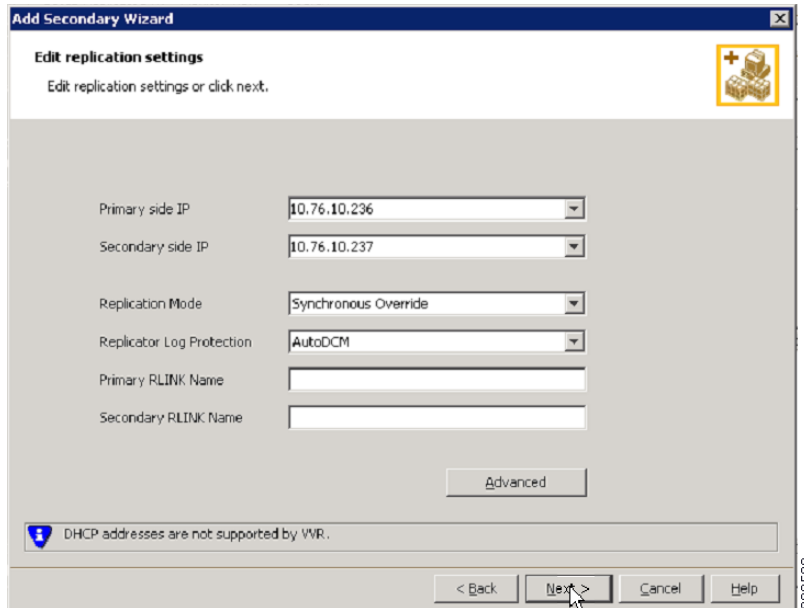 Add Secondary Wizard
Edit replication settings
Edit replication settings or click next.
Primary side IP 10.76.10.236
Secondary side IP 10.76.10.237
Replication Mode Synchronous Override
Replicator Log Protection AutoDCM
Primary RLINK Name
Secondary RLINK Name
Advanced
DHCP addresses are not supported by VVR.
< Back Next > Cancel Help